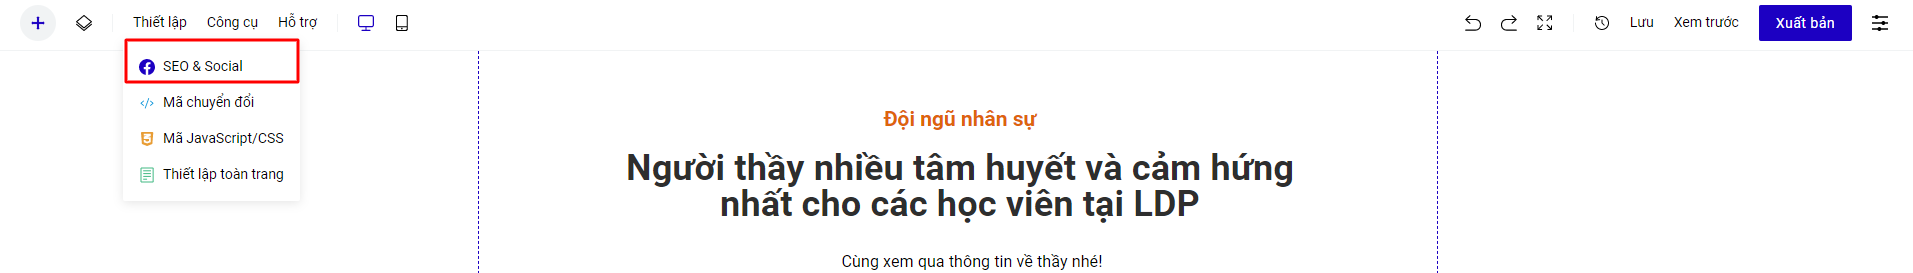 Thiết lập Công cụ Hỗ trợ Lưu Xem trước Xuất bản
SEO & Social
Mã chuyển đổi
Mã JavaScript/CSS
Thiết lập toàn trang
Đội ngũ nhân sự
Người thầy nhiều tâm huyết và cảm hứng
nhất cho các học viên tại LDP
Cùng xem qua thông tin về thầy nhé!